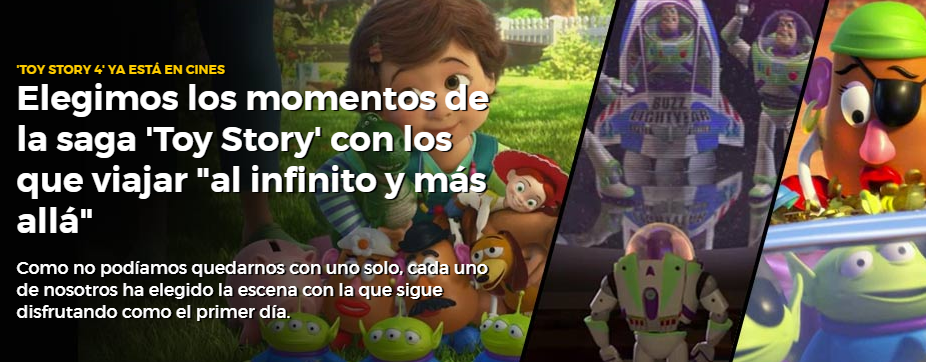 'TOY STORY 4' YA ESTÁ EN CINES
Elegimos los momentos de
la saga 'Toy Story' con los
que viajar "al infinito y más
allá"
Como no podíamos quedarnos con uno solo, cada uno
de nosotros ha elegido la escena con la que sigue
disfrutando como el primer día.
BUZZ
LIGHTYEAR